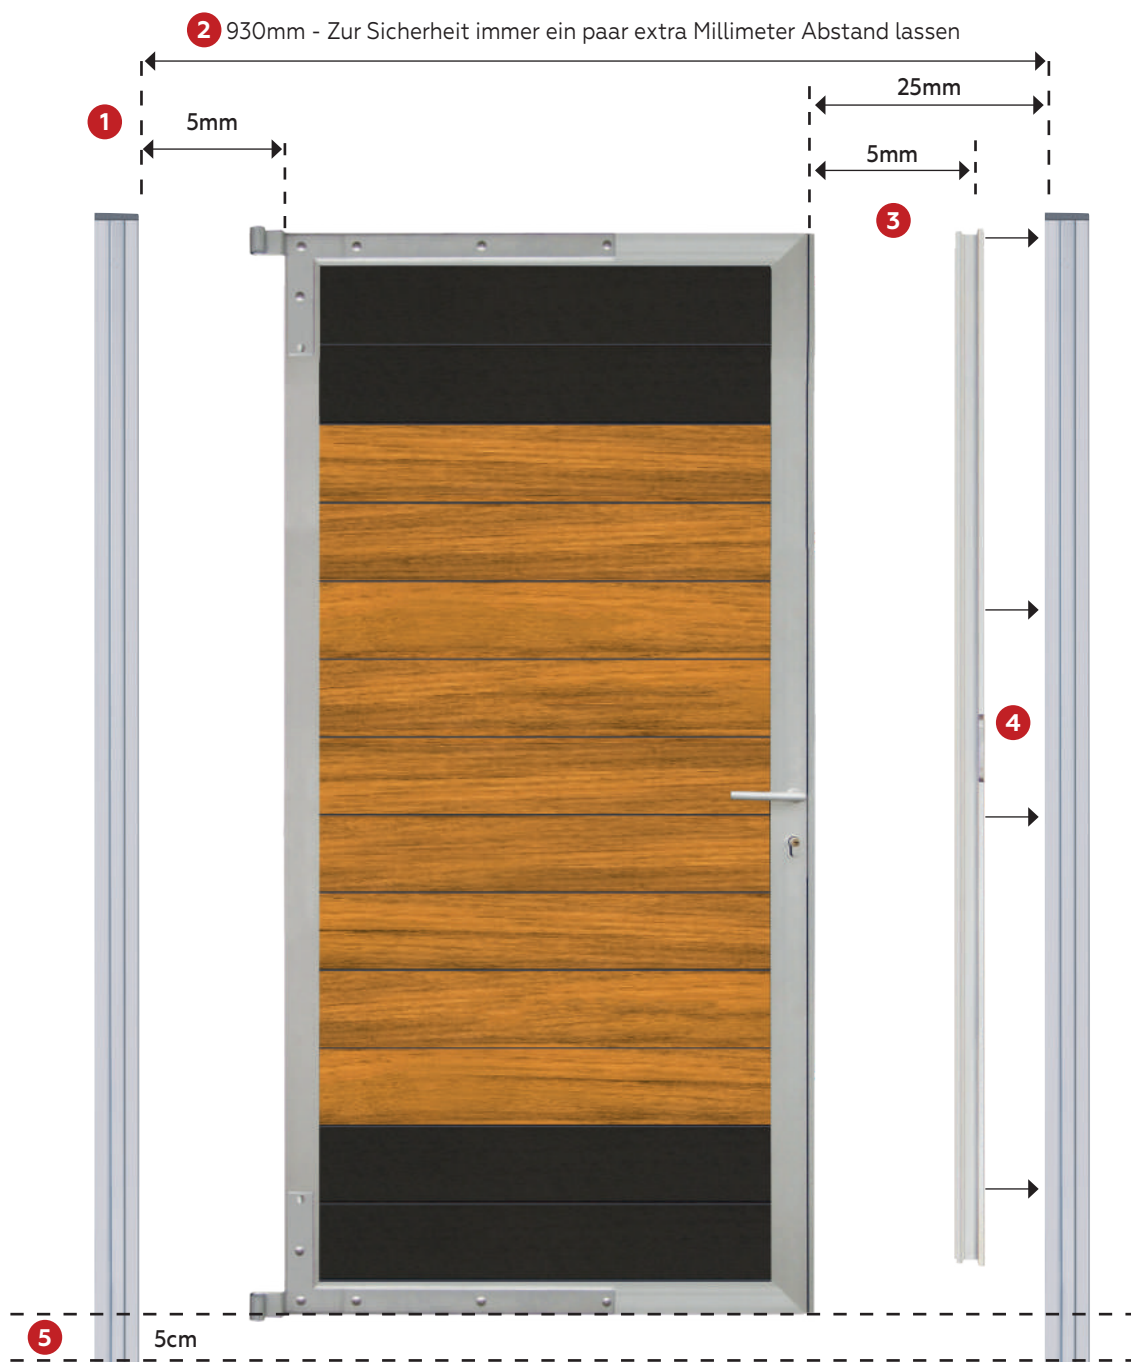 2 930mm - Zur Sicherheit immer ein paar extra Millimeter Abstand lassen
25mm
1
5mm
5mm
3
4
5
5cm